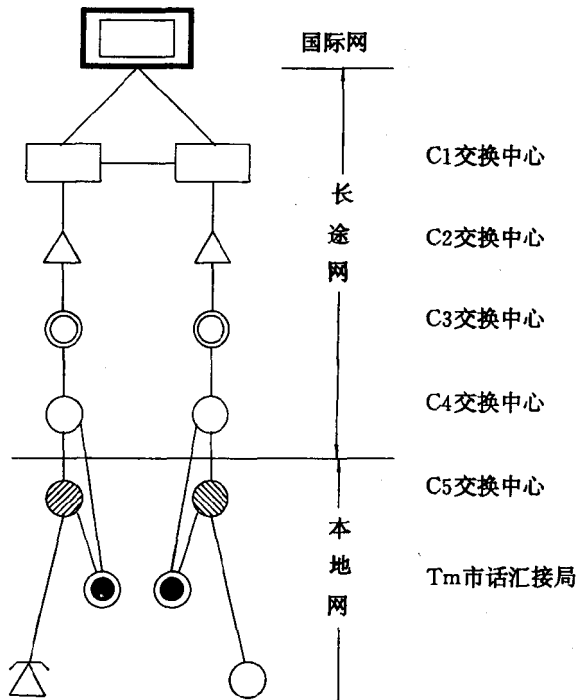 国际网
C1交换中心
长途网
C2交换中心
C3交换中心
C4交换中心
C5交换中心
本地网
Tm市话汇接局